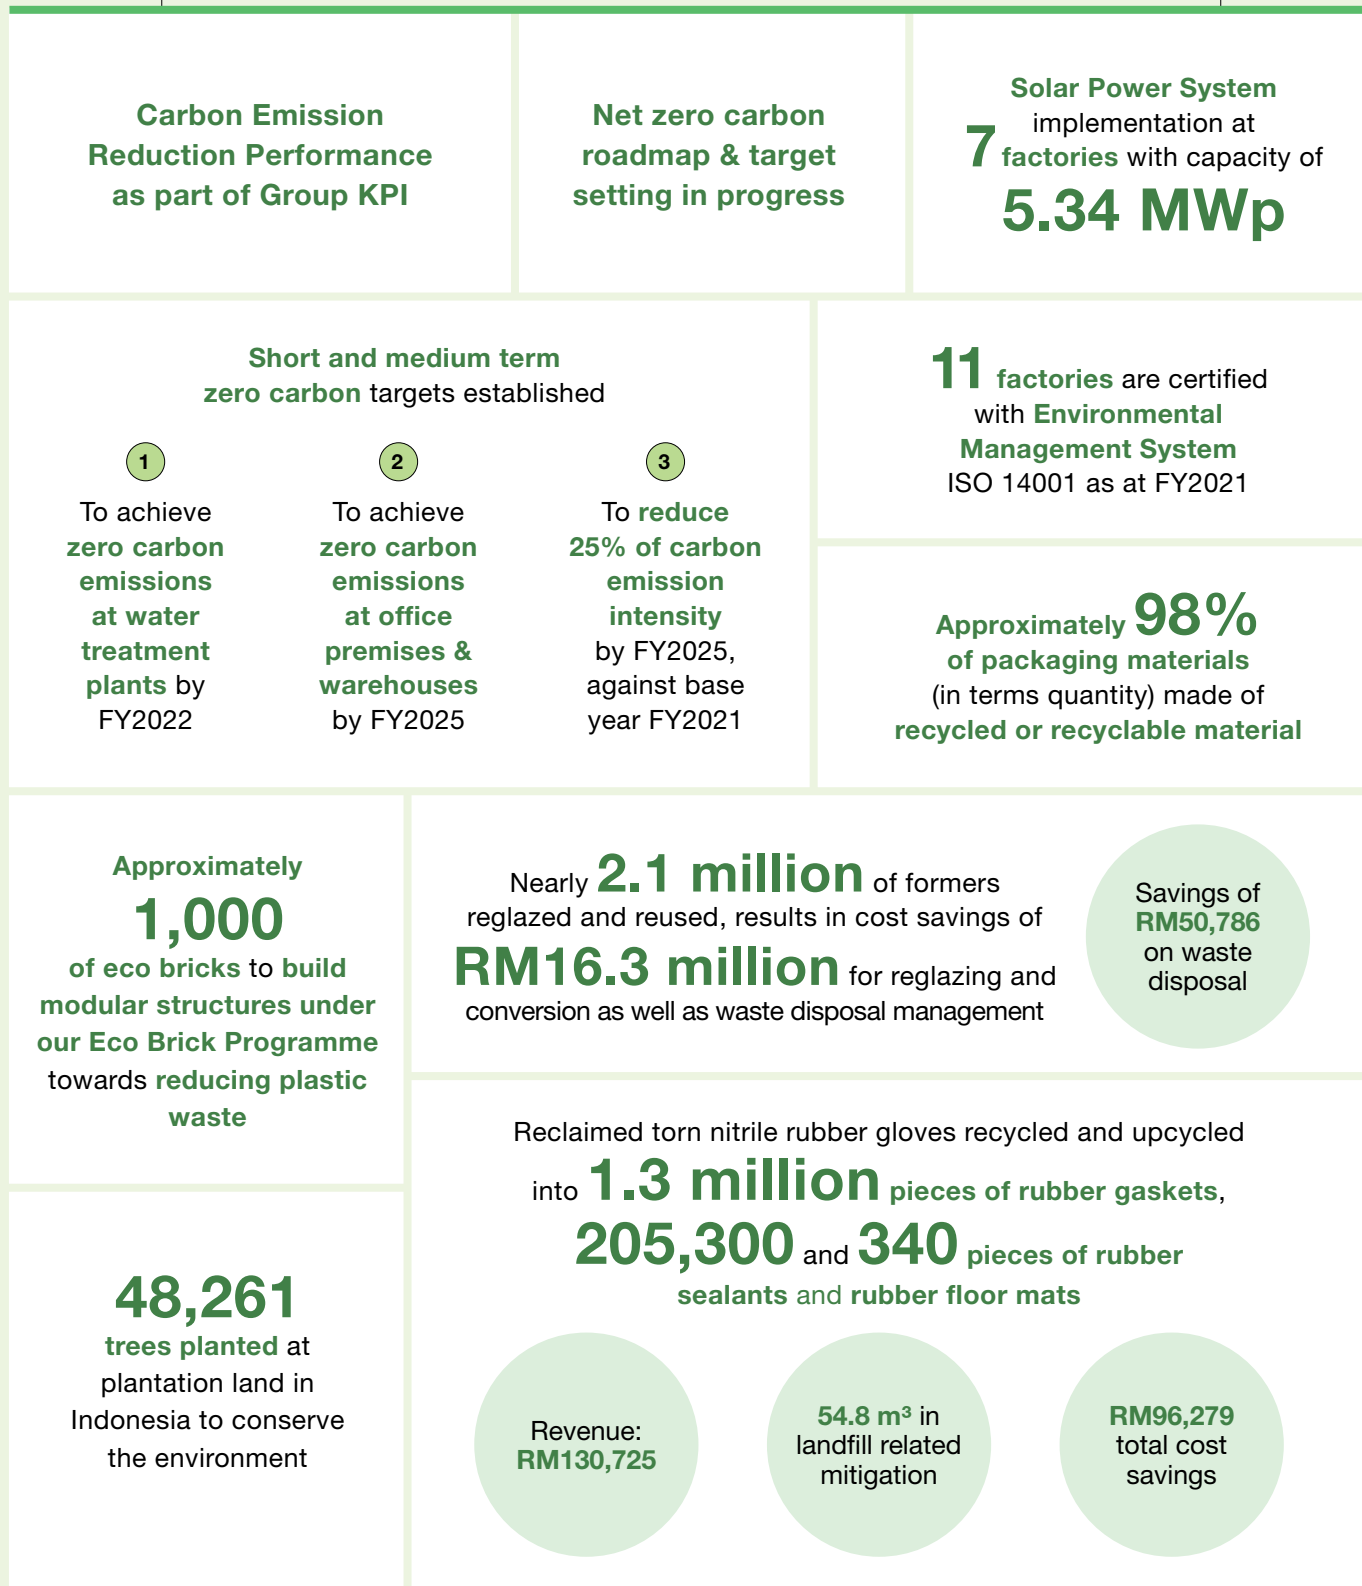 Carbon Emission
Reduction Performance
as part of Group KPI
Net zero carbon
roadmap & target
setting in progress
Solar Power System
implementation at
7 factories with capacity of
5.34 MWp
Short and medium term
zero carbon targets established
1
To achieve
zero carbon
emissions
at water
treatment
plants by
FY2022
2
To achieve
zero carbon
emissions
at office
premises &
warehouses
by FY2025
3
To reduce
25% of carbon
emission
intensity
by FY2025,
against base
year FY2021
11 factories are certified
with Environmental
Management System
ISO 14001 as at FY2021
Approximately 98%
of packaging materials
(in terms quantity) made of
recycled or recyclable material
Approximately
1,000
of eco bricks to build
modular structures under
our Eco Brick Programme
towards reducing plastic
waste
Nearly 2.1 million of formers
reglazed and reused, results in cost savings of
RM16.3 million for reglazing and
conversion as well as waste disposal management
Savings of
RM50,786
on waste
disposal
48,261
trees planted at
plantation land in
Indonesia to conserve
the environment
Reclaimed torn nitrile rubber gloves recycled and upcycled
into 1.3 million pieces of rubber gaskets,
205,300 and 340 pieces of rubber
sealants and rubber floor mats
Revenue:
RM130,725
54.8 m³ in
landfill related
mitigation
RM96,279
total cost
savings